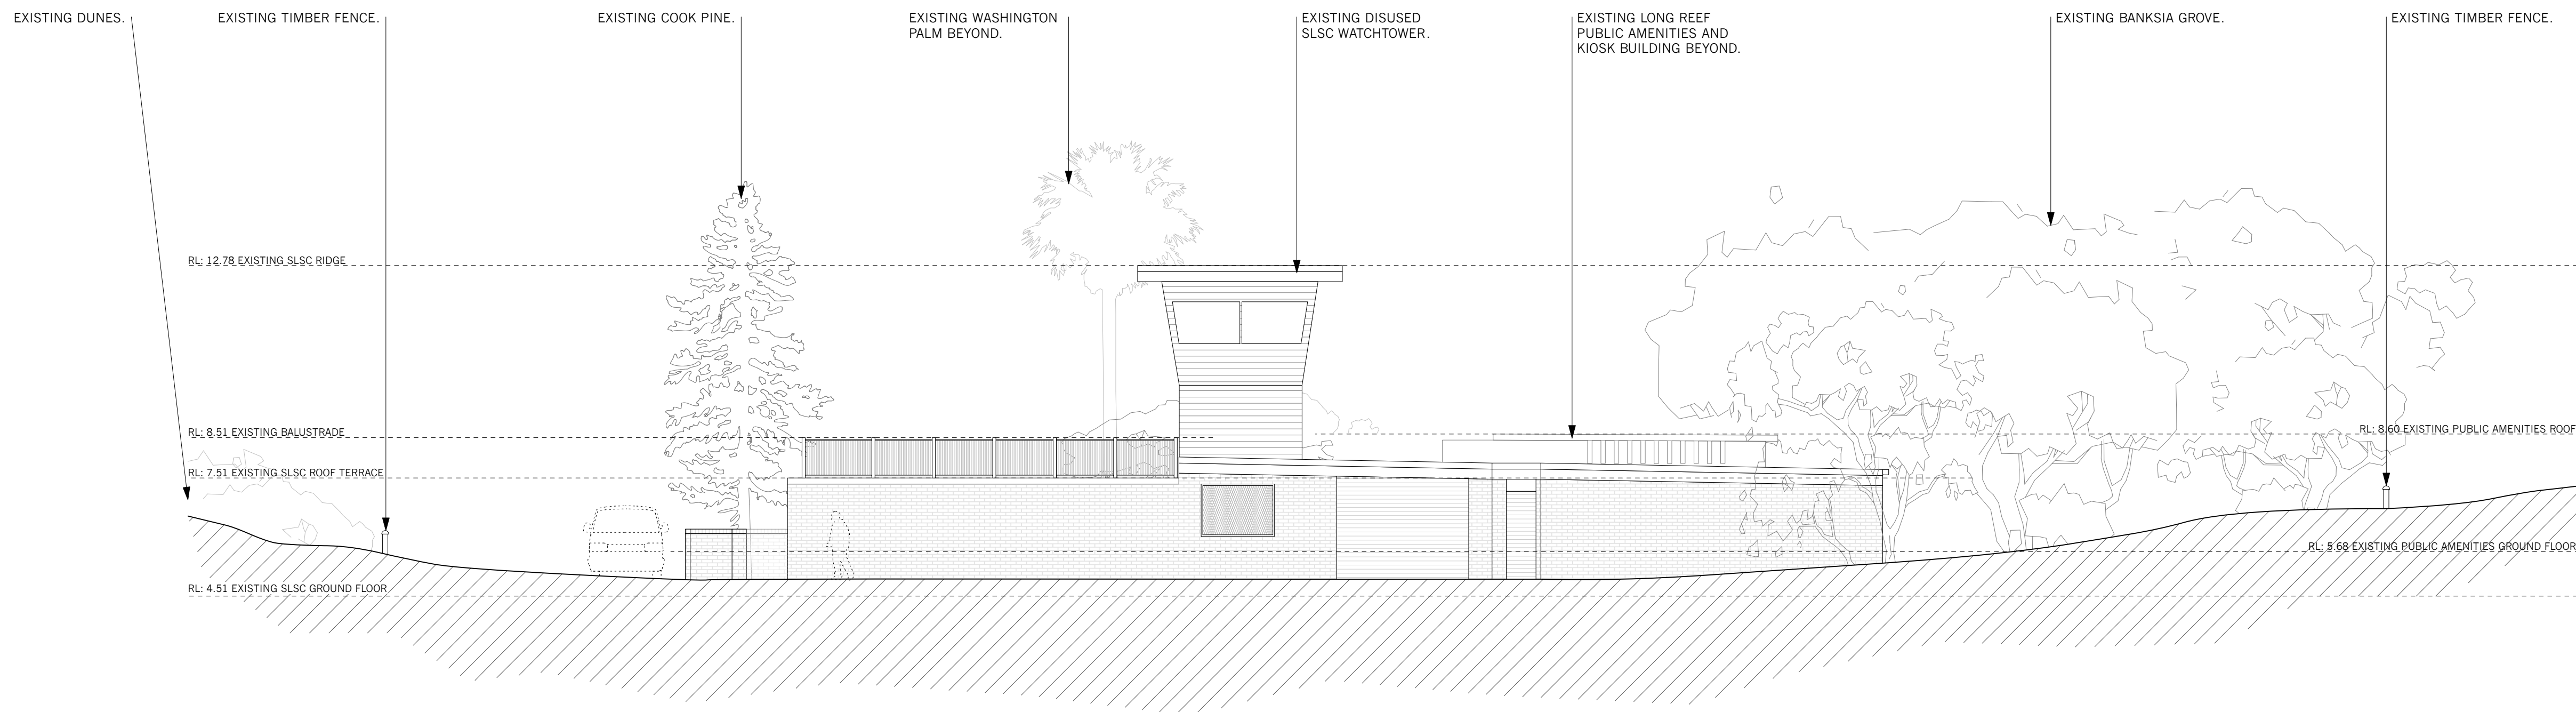 EXISTING DUNES.
EXISTING TIMBER FENCE.
EXISTING COOK PINE.
EXISTING WASHINGTON
PALM BEYOND.
EXISTING DISUSED
SLSC WATCHTOWER.
EXISTING LONG REEF
PUBLIC AMENITIES AND
KIOSK BUILDING BEYOND.
EXISTING BANKSIA GROVE.
EXISTING TIMBER FENCE.
RL: 12.78 EXISTING SLSC RIDGE
RL: 8.51 EXISTING BALUSTRADE
RL: 8.60 EXISTING PUBLIC AMENITIES ROOF
RL: 7.51 EXISTING SLSC ROOF TERRACE
RL: 5.68 EXISTING PUBLIC AMENITIES GROUND FLOOR
RL: 4.51 EXISTING SLSC GROUND FLOOR